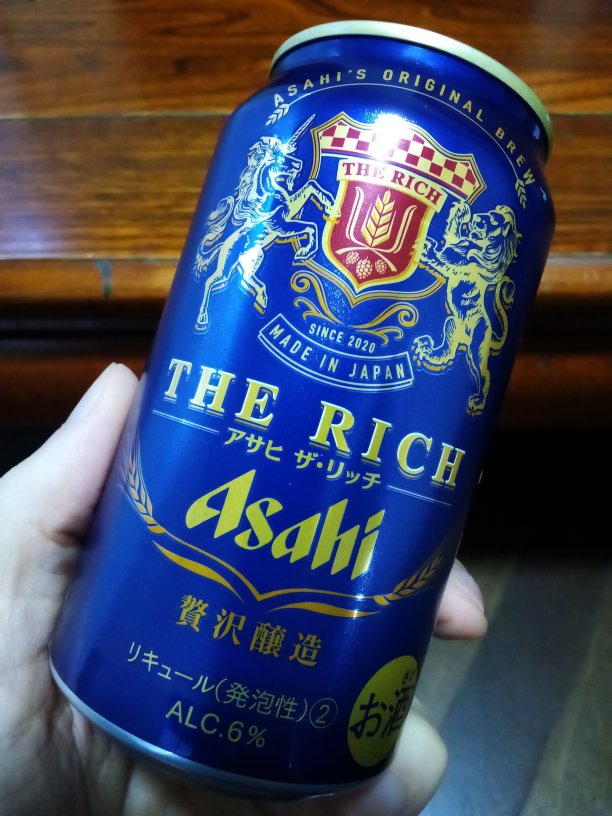 ASAHI'S ORIGINAL BREW
THE RICH
SINCE 2020
MADE IN JAPAN
THE RICH
アサヒ ザ・リッチ
Asahi
贅沢醸造
リキュール(発泡性)②
ALC.6%
お酒